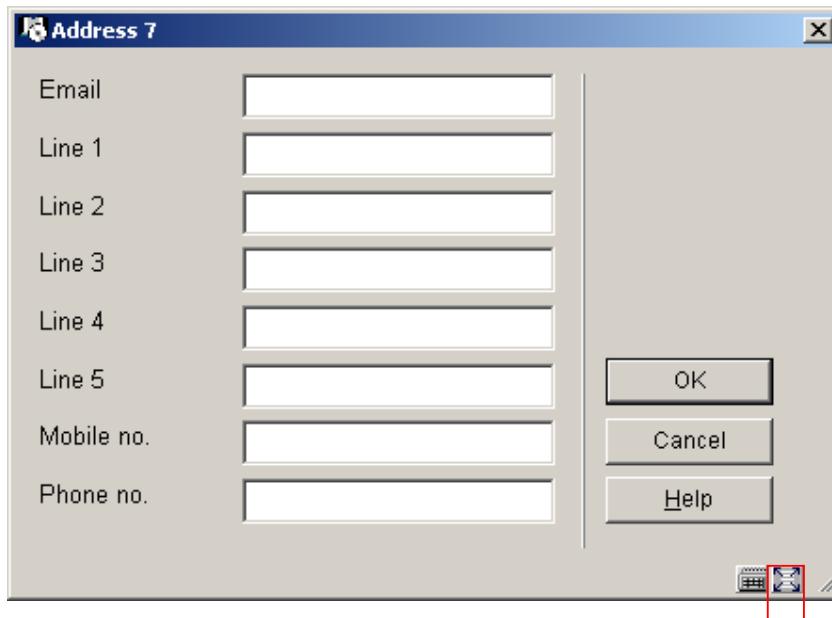 Address 7
Email
Line 1
Line 2
Line 3
Line 4
Line 5
Mobile no.
Phone no.
OK
Cancel
Help